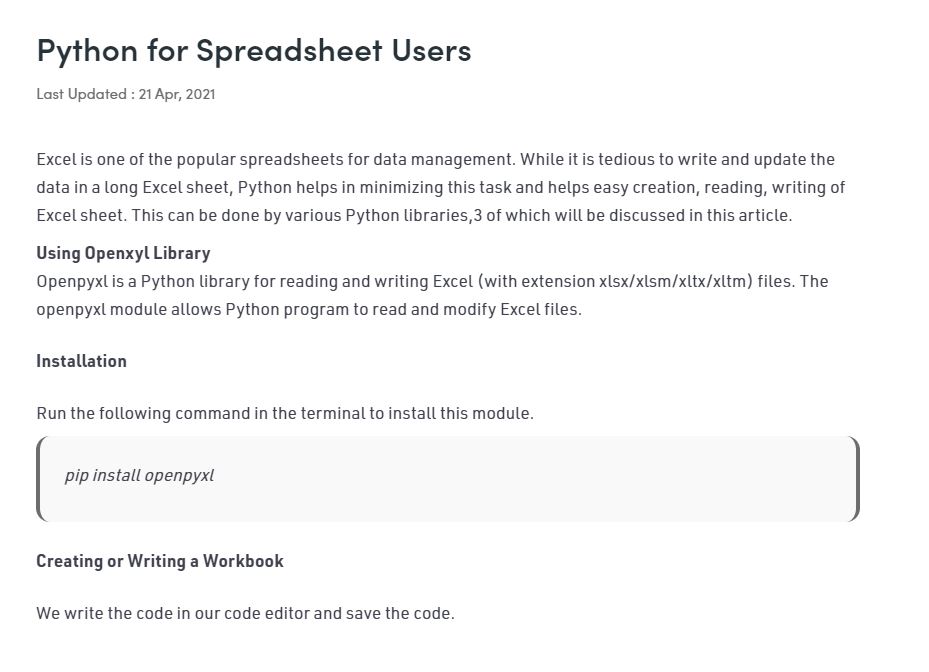 Python for Spreadsheet Users
Last Updated : 21 Apr, 2021
Excel is one of the popular spreadsheets for data management. While it is tedious to write and update the
data in a long Excel sheet, Python helps in minimizing this task and helps easy creation, reading, writing of
Excel sheet. This can be done by various Python libraries,3 of which will be discussed in this article.
Using Openxyl Library
Openpyxl is a Python library for reading and writing Excel (with extension xlsx/xlsm/xltx/xltm) files. The
openpyxl module allows Python program to read and modify Excel files.
Installation
Run the following command in the terminal to install this module.
pip install openpyxl
Creating or Writing a Workbook
We write the code in our code editor and save the code.